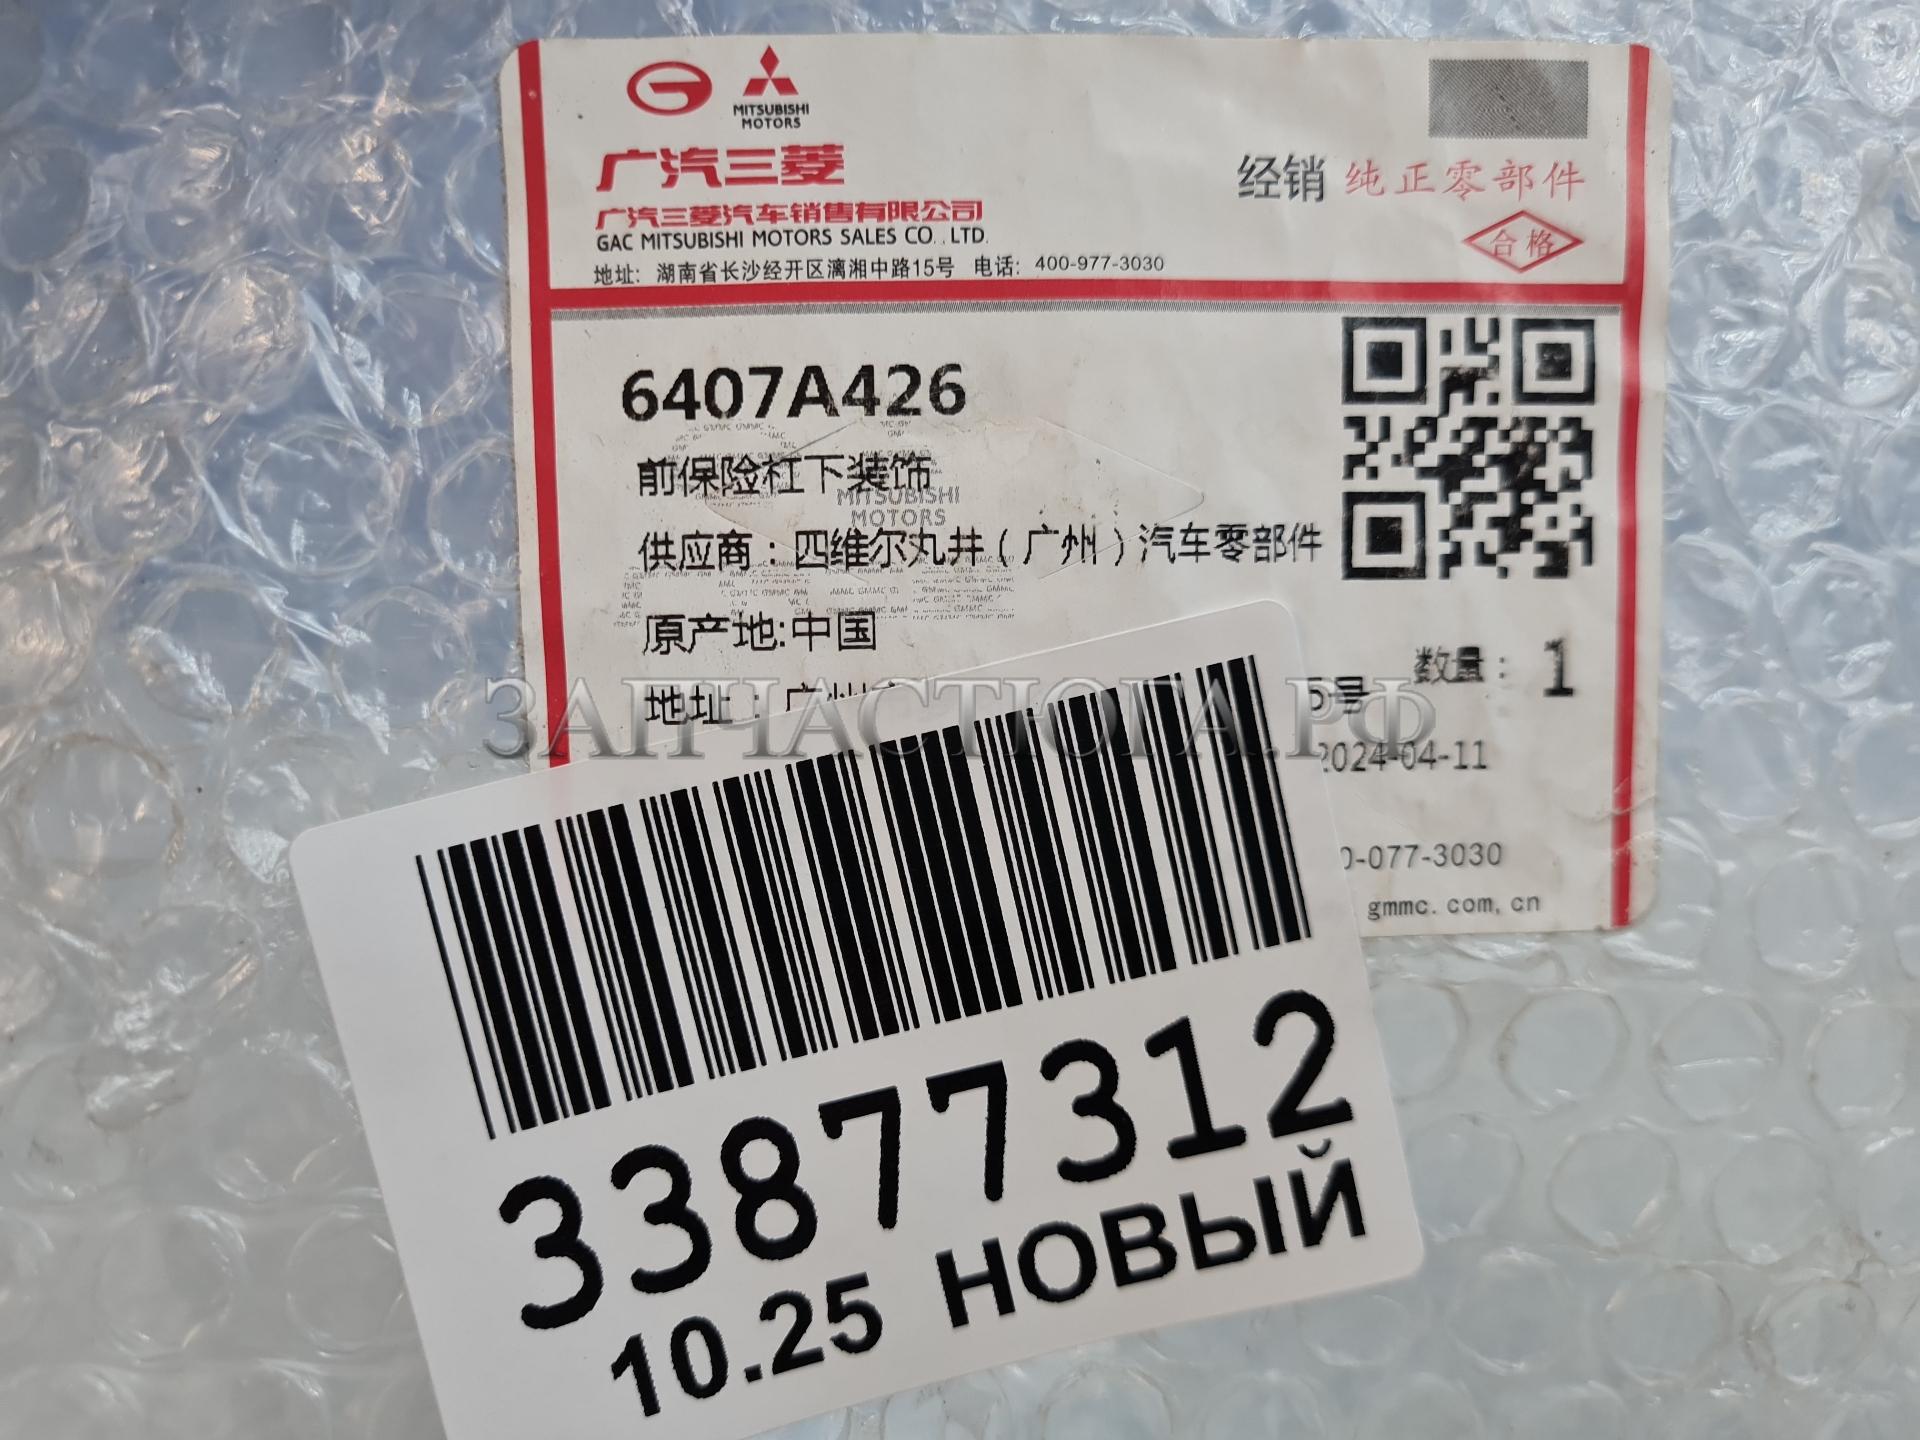 MITSUBISHI
MOTORS
广汽三菱
广汽三菱汽车销售有限公司
GAC MITSUBISHI MOTORS SALES CO., LTD.
地址: 湖南省长沙经开区漓湘中路15号 电话: 400-977-3030
经销 纯正零部件
合格
6407A426
前保险杠下装饰
MITSUBISHI
MOTORS
供应商：四维尔丸井(广州)汽车零部件
原产地:中国
数量： 1
地址：广州
号
2024-04-11
0-077-3030
gmmc.com,cn
ЗАПЧАСТЮГА.РФ
33877312
10.25 НОВЫЙ